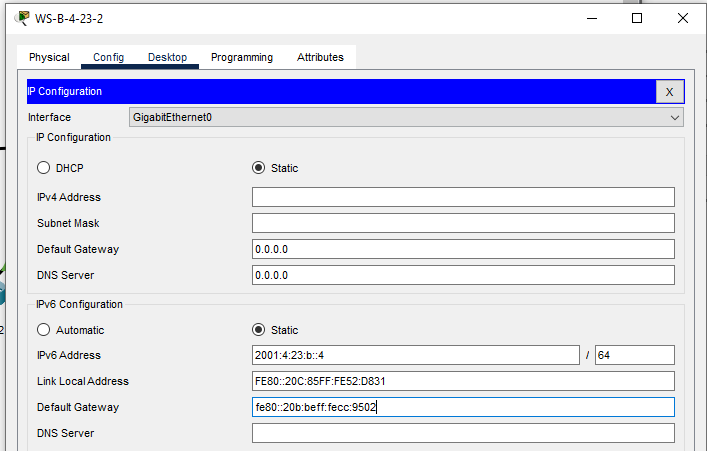 WS-B-4-23-2
Physical Config Desktop Programming Attributes
IP Configuration X
Interface GigabitEthernet0
IP Configuration
DHCP Static
IPv4 Address
Subnet Mask
Default Gateway 0.0.0.0
DNS Server 0.0.0.0
IPv6 Configuration
Automatic Static
IPv6 Address 2001:4:23:b::4 / 64
Link Local Address FE80::20C:85FF:FE52:D831
Default Gateway fe80::20b:beff:fecc:9502
DNS Server
2